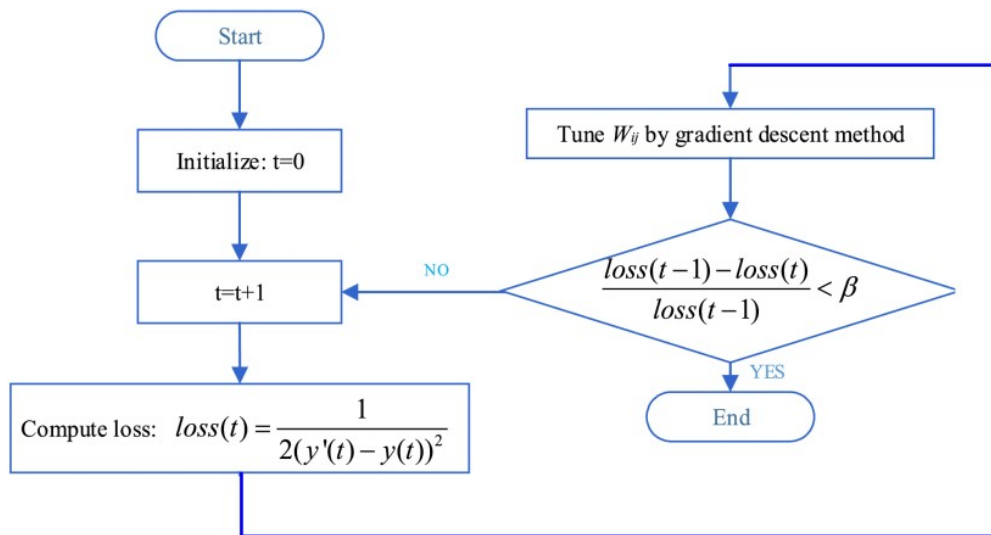 Start
Initialize: t=0
t=t+1
Compute loss: loss(t) = 1 / 2(y'(t) − y(t))²
Tune W_ij by gradient descent method
loss(t−1) − loss(t) / loss(t−1) < β
NO
YES
End